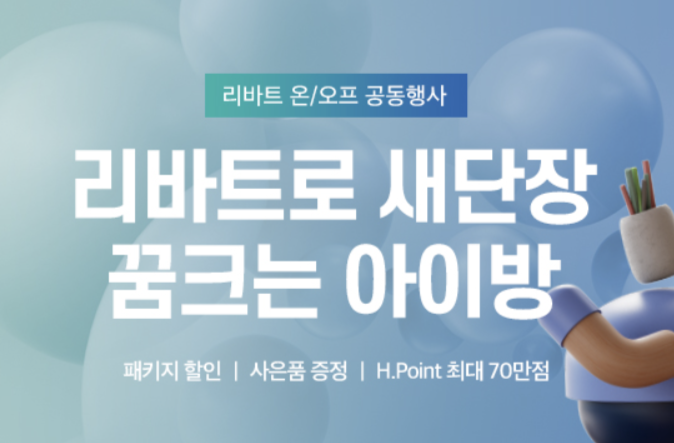 리바트 온/오프 공동행사
리바트로 새단장
꿈크는 아이방
패키지 할인 | 사은품 증정 | H.Point 최대 70만점